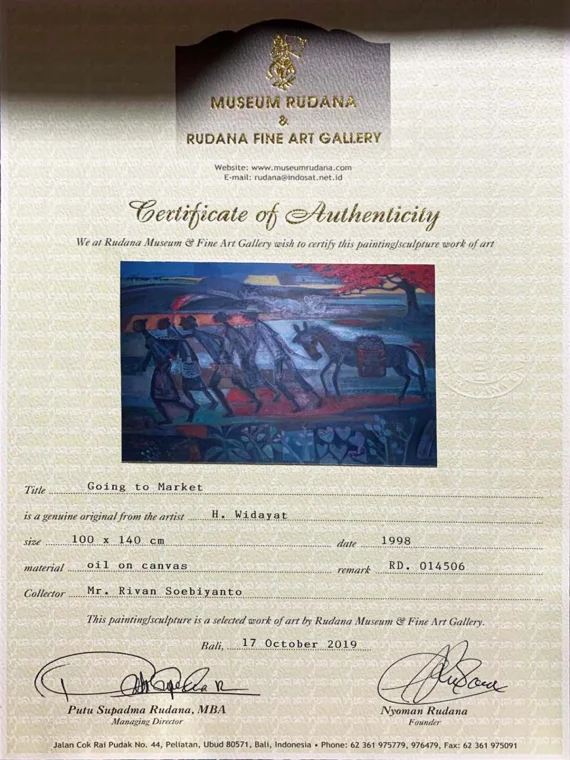 MUSEUM RUDANA
&
RUDANA FINE ART GALLERY
Website: www.museumrudana.com
E-mail: rudana@indosat.net.id
Certificate of Authenticity
We at Rudana Museum & Fine Art Gallery wish to certify this painting/sculpture work of art
Title Going to Market
is a genuine original from the artist H. Widayat
size 100 x 140 cm date 1998
material oil on canvas remark RD. 014506
Collector Mr. Rivan Soebiyanto
This painting/sculpture is a selected work of art by Rudana Museum & Fine Art Gallery.
Bali, 17 October 2019
Putu Supadma Rudana, MBA Nyoman Rudana
Managing Director Founder
Jalan Cok Rai Pudak No. 44, Peliatan, Ubud 80571, Bali, Indonesia • Phone: 62 361 975779, 976479, Fax: 62 361 975091